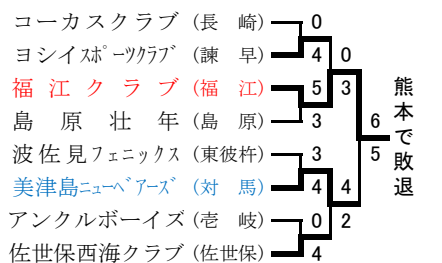 コーカスクラブ（長　崎） 0
ヨシイスポーツクラブ（諫　早） 4 0
福江クラブ（福　江） 5 3
島原壮年（島　原） 3
6
5
熊本で敗退
波佐見フェニックス（東彼杵） 3
美津島ニューベアーズ（対　馬） 4 4
アンクルボーイズ（壱　岐） 0 2
佐世保西海クラブ（佐世保） 4